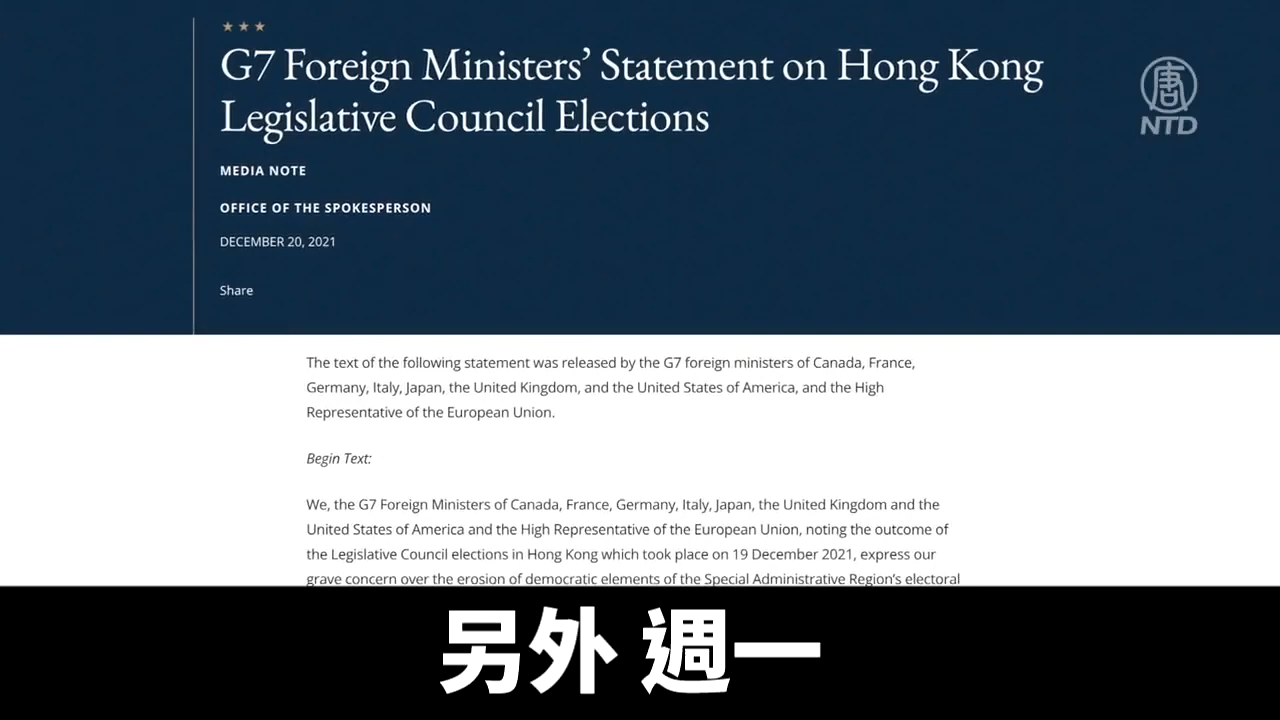 ★ ★ ★
G7 Foreign Ministers’ Statement on Hong Kong
Legislative Council Elections
唐
NTD
MEDIA NOTE
OFFICE OF THE SPOKESPERSON
DECEMBER 20, 2021
Share
The text of the following statement was released by the G7 foreign ministers of Canada, France,
Germany, Italy, Japan, the United Kingdom, and the United States of America, and the High
Representative of the European Union.
Begin Text:
We, the G7 Foreign Ministers of Canada, France, Germany, Italy, Japan, the United Kingdom and the
United States of America and the High Representative of the European Union, noting the outcome of
the Legislative Council elections in Hong Kong which took place on 19 December 2021, express our
grave concern over the erosion of democratic elements of the Special Administrative Region’s electoral
另外 週一